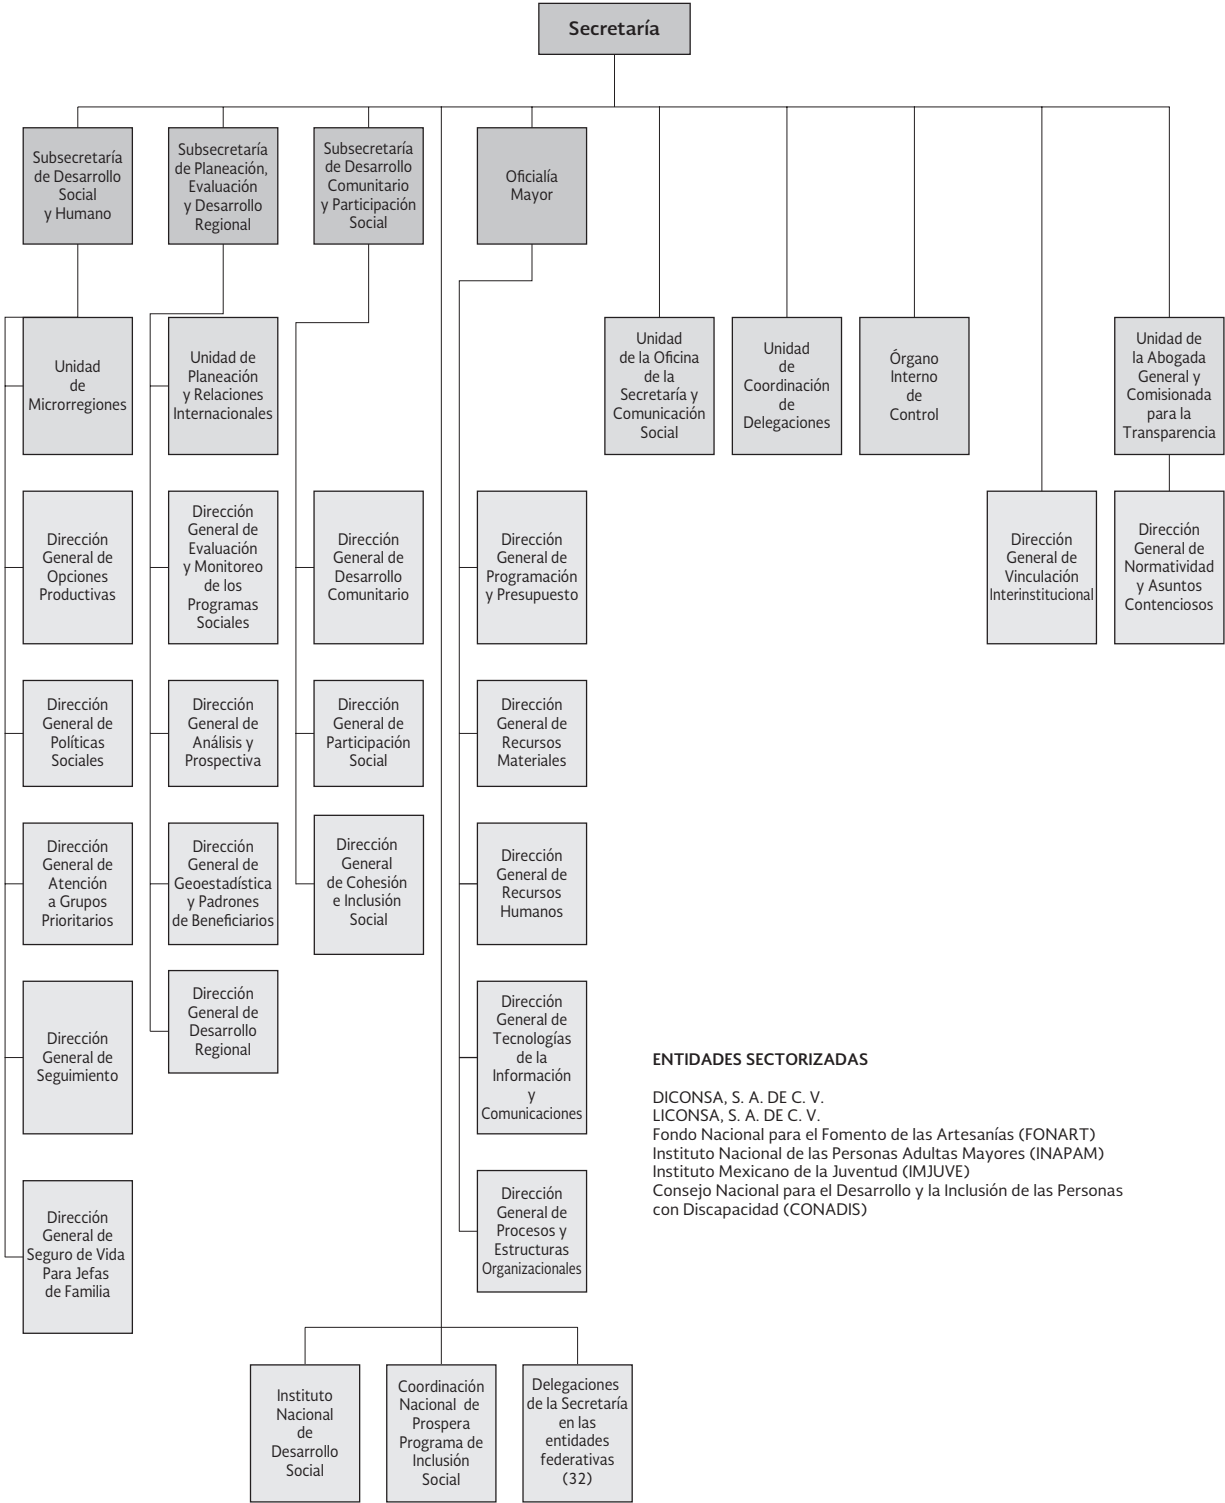 Secretaría
Subsecretaría
de Desarrollo
Social
y Humano
Subsecretaría
de Planeación,
Evaluación
y Desarrollo
Regional
Subsecretaría
de Desarrollo
Comunitario
y Participación
Social
Oficialía
Mayor
Unidad
de
Microrregiones
Unidad de
Planeación
y Relaciones
Internacionales
Unidad
de la Oficina
de la
Secretaría y
Comunicación
Social
Unidad
de
Coordinación
de
Delegaciones
Órgano
Interno
de
Control
Unidad de
la Abogada
General y
Comisionada
para la
Transparencia
Dirección
General de
Opciones
Productivas
Dirección
General de
Evaluación
y Monitoreo
de los
Programas
Sociales
Dirección
General de
Desarrollo
Comunitario
Dirección
General de
Programación
y Presupuesto
Dirección
General de
Vinculación
Interinstitucional
Dirección
General de
Normatividad
y Asuntos
Contenciosos
Dirección
General de
Políticas
Sociales
Dirección
General de
Análisis y
Prospectiva
Dirección
General de
Participación
Social
Dirección
General de
Recursos
Materiales
Dirección
General de
Atención
a Grupos
Prioritarios
Dirección
General de
Geoestadística
y Padrones
de Beneficiarios
Dirección
General
de Cohesión
e Inclusión
Social
Dirección
General de
Recursos
Humanos
Dirección
General de
Seguimiento
Dirección
General de
Desarrollo
Regional
Dirección
General de
Tecnologías
de la
Información
y
Comunicaciones
Dirección
General de
Seguro de Vida
Para Jefas
de Familia
Dirección
General de
Procesos y
Estructuras
Organizacionales
ENTIDADES SECTORIZADAS
DICONSA, S. A. DE C. V.
LICONSA, S. A. DE C. V.
Fondo Nacional para el Fomento de las Artesanías (FONART)
Instituto Nacional de las Personas Adultas Mayores (INAPAM)
Instituto Mexicano de la Juventud (IMJUVE)
Consejo Nacional para el Desarrollo y la Inclusión de las Personas
con Discapacidad (CONADIS)
Instituto
Nacional
de
Desarrollo
Social
Coordinación
Nacional de
Prospera
Programa de
Inclusión
Social
Delegaciones
de la Secretaría
en las
entidades
federativas
(32)